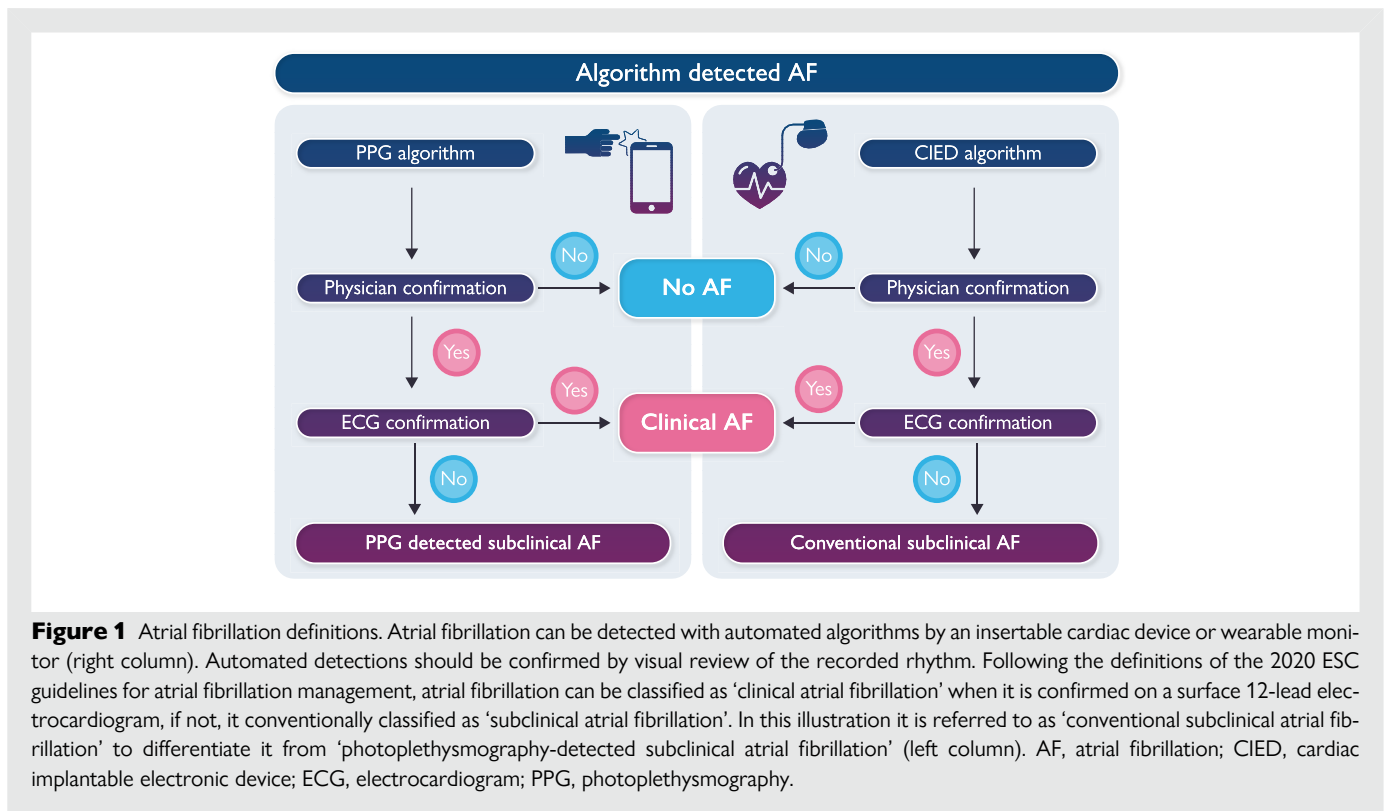 Algorithm detected AF
PPG algorithm
CIED algorithm
No
No
Physician confirmation
No AF
Physician confirmation
Yes
Yes
Yes
Yes
ECG confirmation
Clinical AF
ECG confirmation
No
No
PPG detected subclinical AF
Conventional subclinical AF
Figure 1 Atrial fibrillation definitions. Atrial fibrillation can be detected with automated algorithms by an insertable cardiac device or wearable moni-
tor (right column). Automated detections should be confirmed by visual review of the recorded rhythm. Following the definitions of the 2020 ESC
guidelines for atrial fibrillation management, atrial fibrillation can be classified as ‘clinical atrial fibrillation’ when it is confirmed on a surface 12-lead elec-
trocardiogram, if not, it conventionally classified as ‘subclinical atrial fibrillation’. In this illustration it is referred to as ‘conventional subclinical atrial fib-
rillation’ to differentiate it from ‘photoplethysmography-detected subclinical atrial fibrillation’ (left column). AF, atrial fibrillation; CIED, cardiac
implantable electronic device; ECG, electrocardiogram; PPG, photoplethysmography.